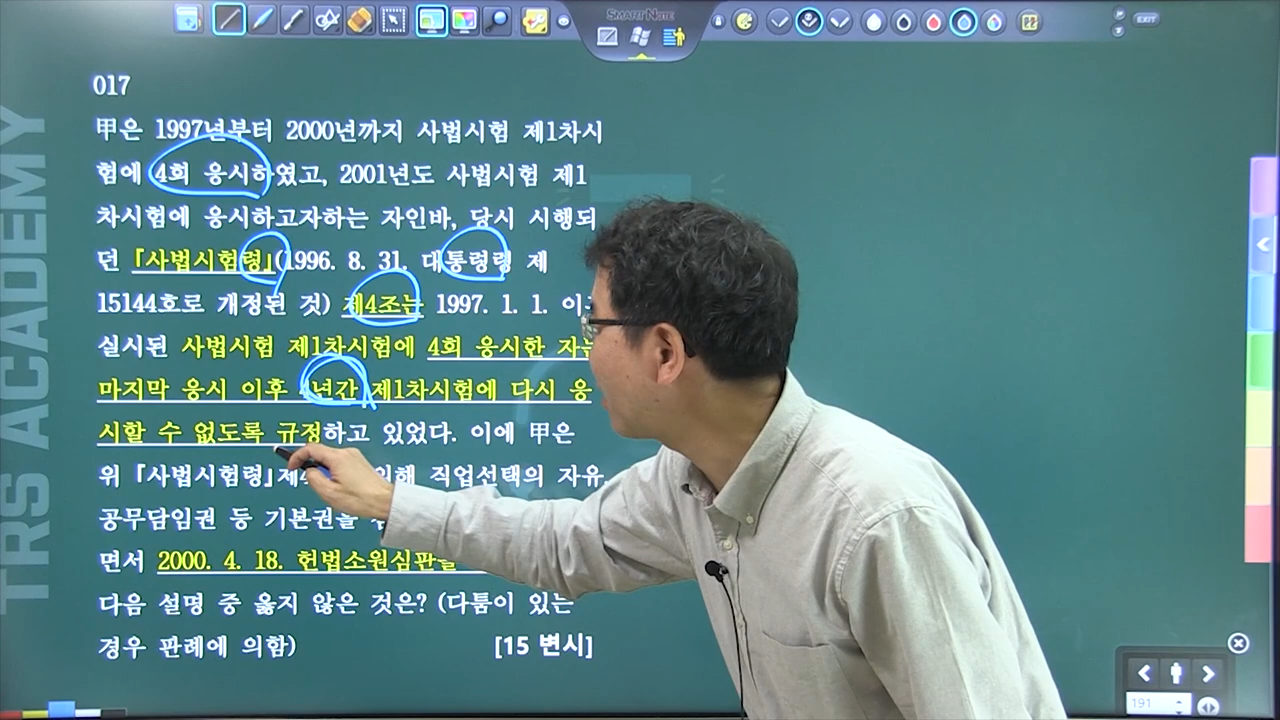 SMART NOTE
EXIT
017
甲은 1997년부터 2000년까지 사법시험 제1차시
험에 4회 응시하였고, 2001년도 사법시험 제1
차시험에 응시하고자하는 자인바, 당시 시행되
던 「사법시험령」(1996. 8. 31. 대통령령 제
15144호로 개정된 것) 제4조는 1997. 1. 1.
실시된 사법시험 제1차시험에 4회 응시한 자는
마지막 응시 이후 4년간 제1차시험에 다시 응
시할 수 없도록 규정하고 있었다. 이에 甲은
위 「사법시험령」제4 직업선택의 자유
공무담임권 등 기본권을
면서 2000. 4. 18. 헌법소원심판을
다음 설명 중 옳지 않은 것은? (다툼이 있는
경우 판례에 의함) [15 변시]
TRS ACADEMY
191